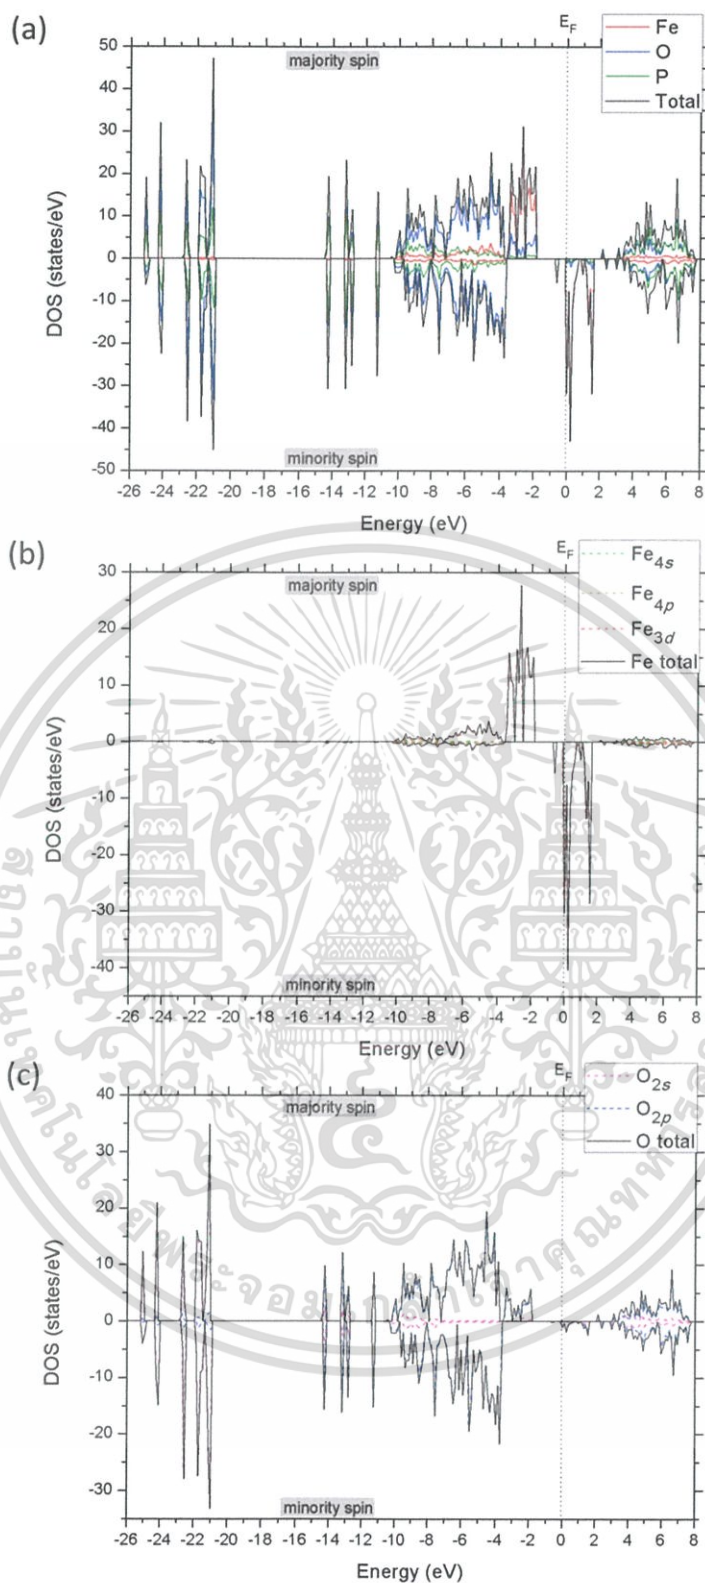 (a)
E_F
Fe
O
P
Total
majority spin
50
40
30
20
10
0
-10
-20
-30
-40
-50
DOS (states/eV)
minority spin
-26 -24 -22 -20 -18 -16 -14 -12 -10 -8 -6 -4 -2 0 2 4 6 8
Energy (eV)
(b)
E_F
Fe_4s
Fe_4p
Fe_3d
Fe total
majority spin
30
20
10
0
-10
-20
-30
-40
DOS (states/eV)
minority spin
-26 -24 -22 -20 -18 -16 -14 -12 -10 -8 -6 -4 -2 0 2 4 6 8
Energy (eV)
(c)
E_F
O_2s
O_2p
O total
majority spin
40
30
20
10
0
-10
-20
-30
DOS (states/eV)
minority spin
-26 -24 -22 -20 -18 -16 -14 -12 -10 -8 -6 -4 -2 0 2 4 6 8
Energy (eV)